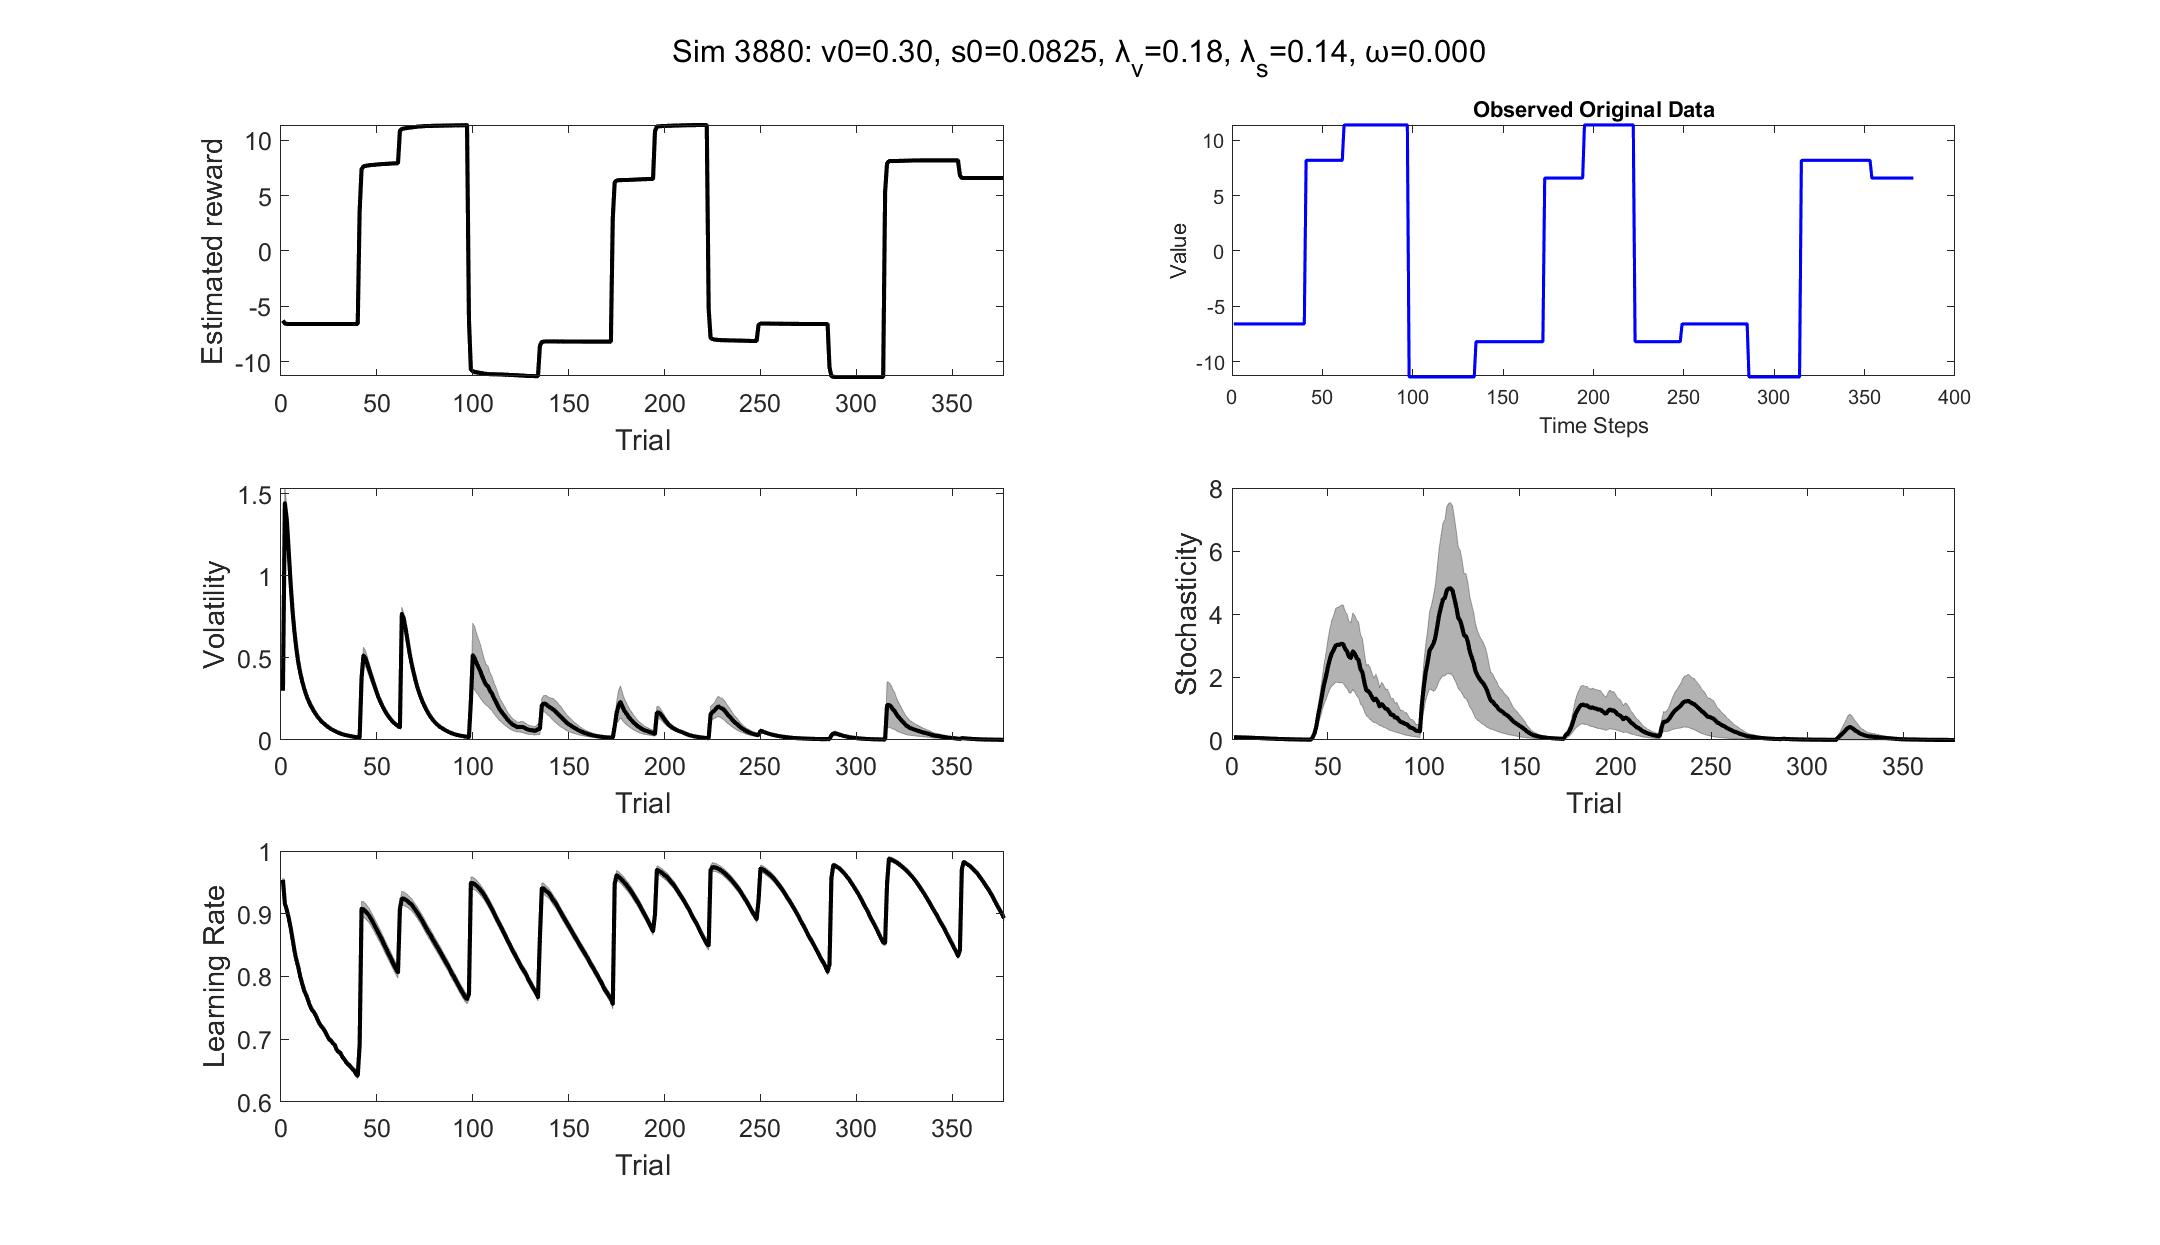 Sim 3880: v0=0.30, s0=0.0825, λ_v=0.18, λ_s=0.14, ω=0.000
Estimated reward
10
5
0
-5
-10
0 50 100 150 200 250 300 350
Trial
Observed Original Data
Value
10
5
0
-5
-10
0 50 100 150 200 250 300 350 400
Time Steps
Volatility
1.5
1
0.5
0
0 50 100 150 200 250 300 350
Trial
Stochasticity
8
6
4
2
0
0 50 100 150 200 250 300 350
Trial
Learning Rate
1
0.9
0.8
0.7
0.6
0 50 100 150 200 250 300 350
Trial